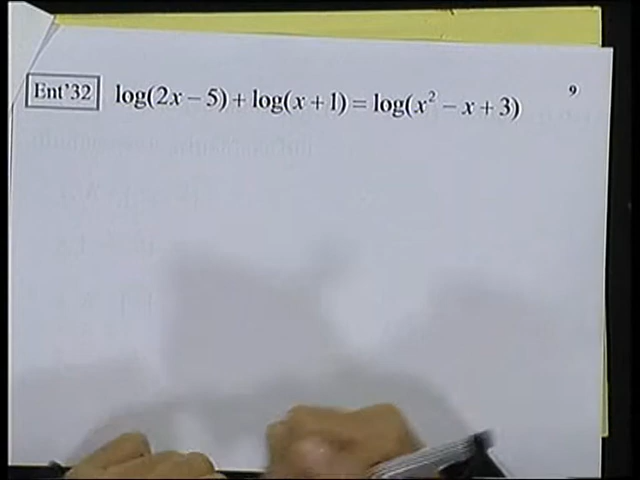 Ent'32 log(2x − 5) + log(x + 1) = log(x² − x + 3) 9